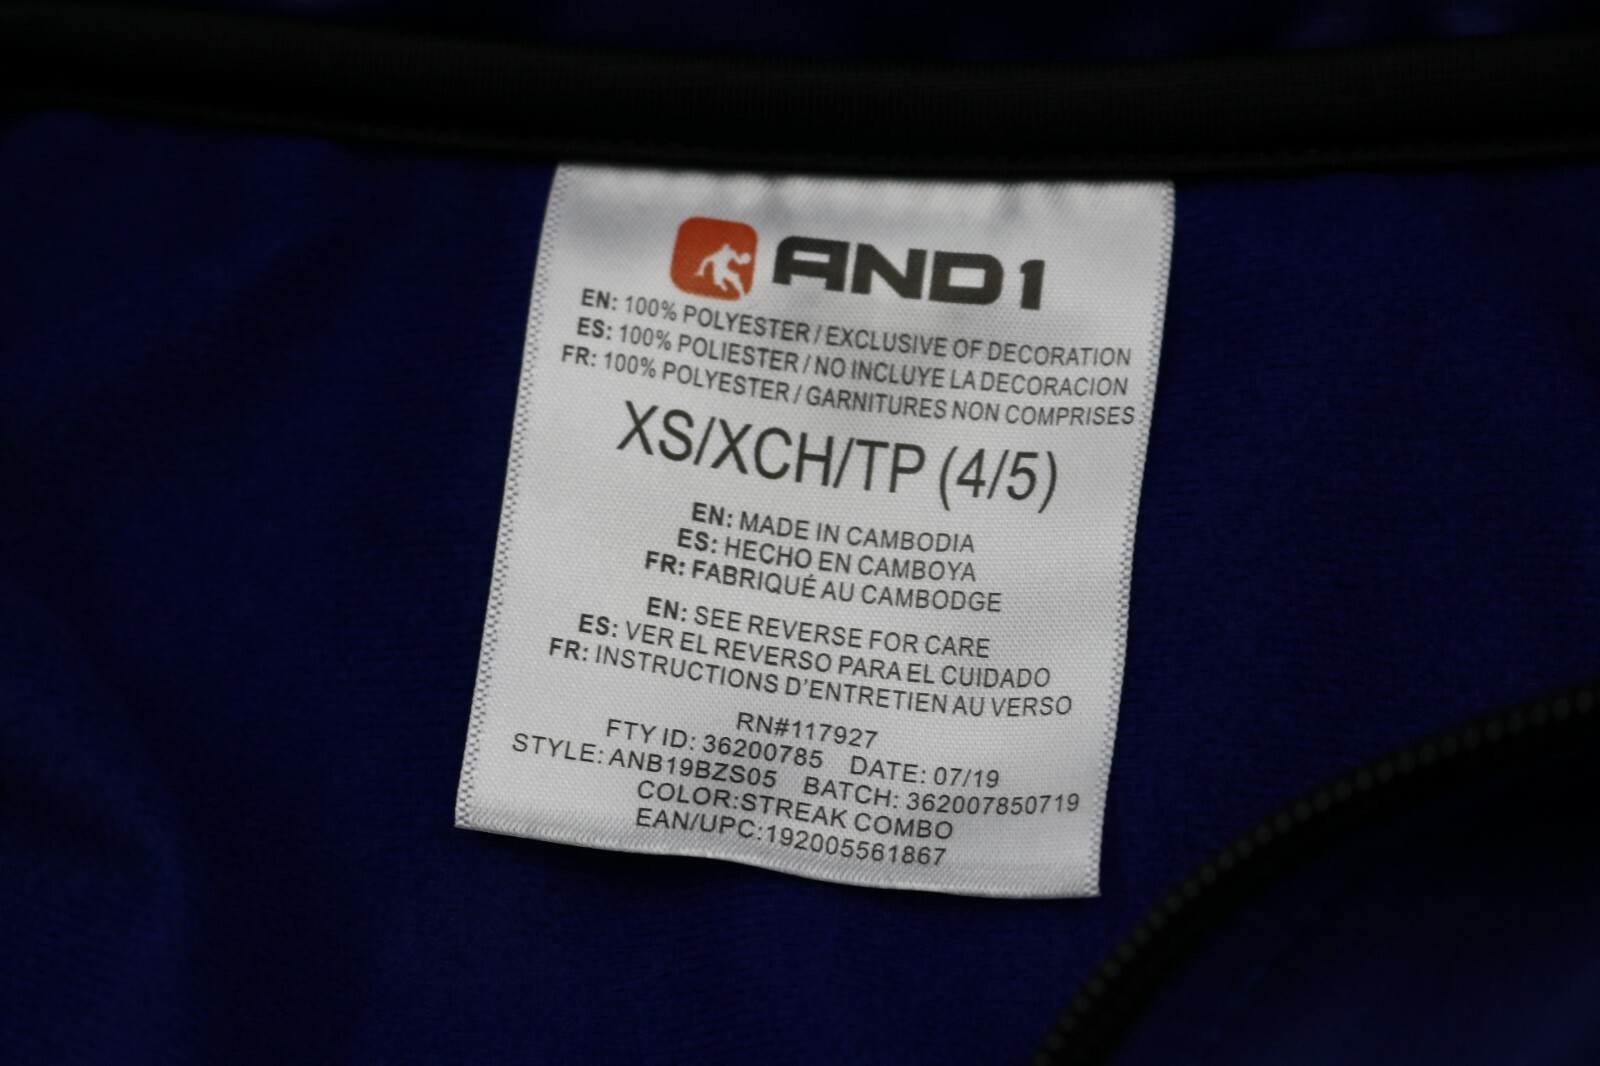 AND1
EN: 100% POLYESTER / EXCLUSIVE OF DECORATION
ES: 100% POLIESTER / NO INCLUYE LA DECORACION
FR: 100% POLYESTER / GARNITURES NON COMPRISES
XS/XCH/TP (4/5)
EN: MADE IN CAMBODIA
ES: HECHO EN CAMBOYA
FR: FABRIQUÉ AU CAMBODGE
EN: SEE REVERSE FOR CARE
ES: VER EL REVERSO PARA EL CUIDADO
FR: INSTRUCTIONS D'ENTRETIEN AU VERSO
RN#117927
FTY ID: 36200785 DATE: 07/19
STYLE: ANB19BZS05 BATCH: 362007850719
COLOR:STREAK COMBO
EAN/UPC:192005561867